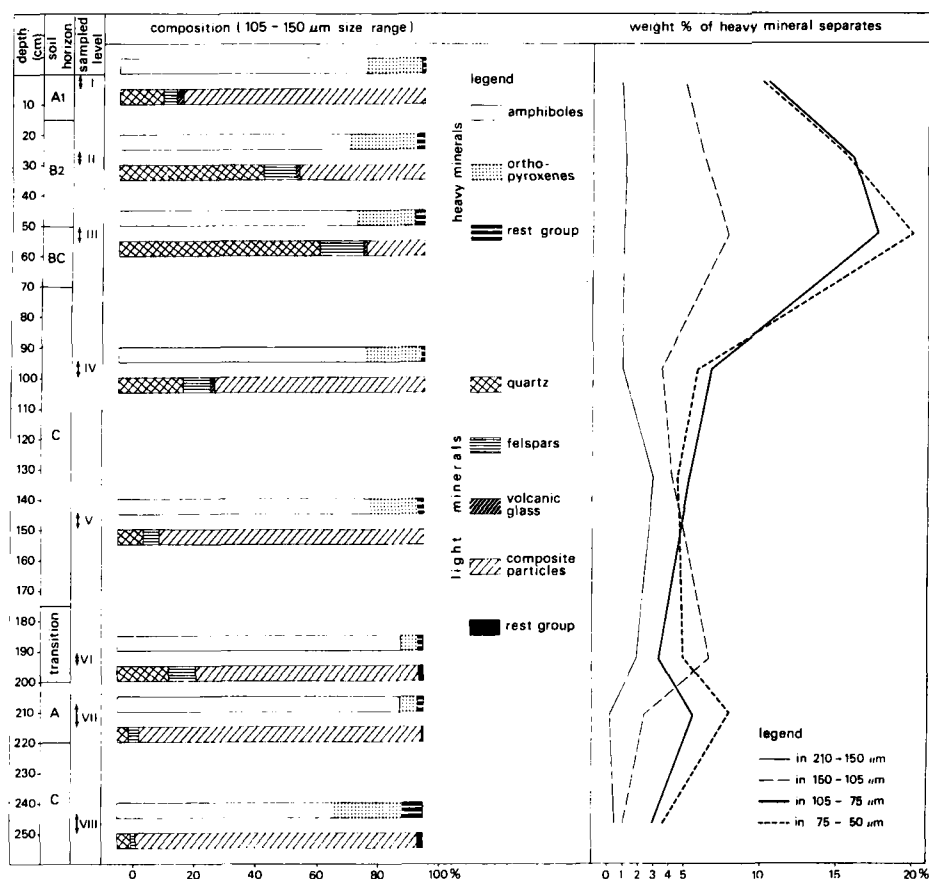 composition (105-150 μm size range)
weight % of heavy mineral separates
depth (cm)
soil horizon
sampled level
I
A1
10
20
II
30
B2
40
50
III
60
BC
70
80
90
IV
100
110
120
C
130
140
V
150
160
170
180
transition
VI
190
200
A
210
VII
220
230
C
240
VIII
250
legend
heavy minerals
amphiboles
ortho-
pyroxenes
rest group
light minerals
quartz
felspars
volcanic
glass
composite
particles
rest group
legend
in 210-150 μm
in 150-105 μm
in 105-75 μm
in 75-50 μm
0 20 40 60 80 100 %
0 1 2 3 4 5 10 15 20 %